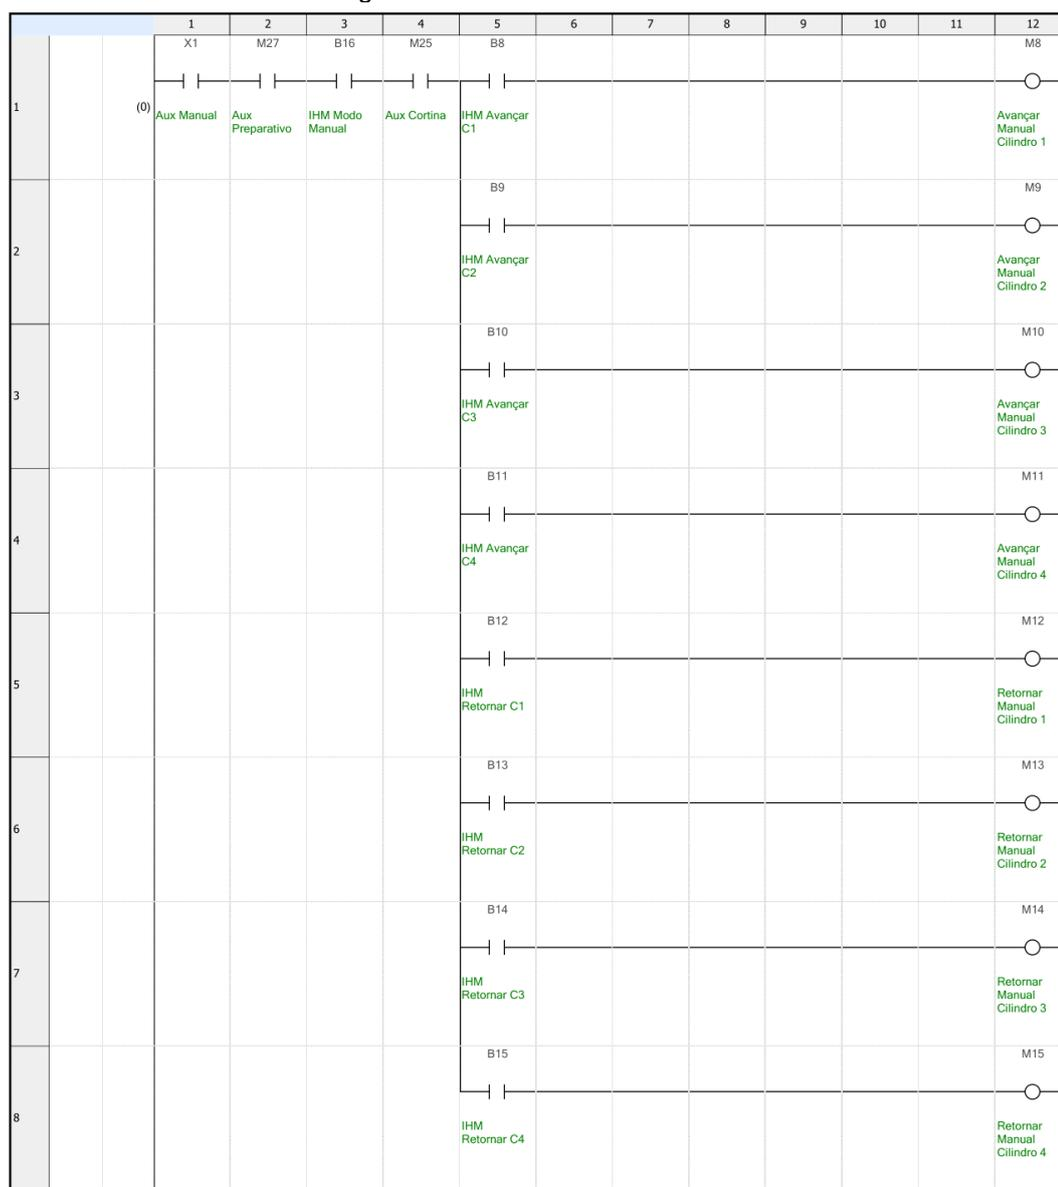 1 2 3 4 5 6 7 8 9 10 11 12
X1 M27 B16 M25 B8 M8
1 (0)
Aux Manual
Aux
Preparativo
IHM Modo
Manual
Aux Cortina
IHM Avançar
C1
Avançar
Manual
Cilindro 1
B9 M9
2
IHM Avançar
C2
Avançar
Manual
Cilindro 2
B10 M10
3
IHM Avançar
C3
Avançar
Manual
Cilindro 3
B11 M11
4
IHM Avançar
C4
Avançar
Manual
Cilindro 4
B12 M12
5
IHM
Retornar C1
Retornar
Manual
Cilindro 1
B13 M13
6
IHM
Retornar C2
Retornar
Manual
Cilindro 2
B14 M14
7
IHM
Retornar C3
Retornar
Manual
Cilindro 3
B15 M15
8
IHM
Retornar C4
Retornar
Manual
Cilindro 4